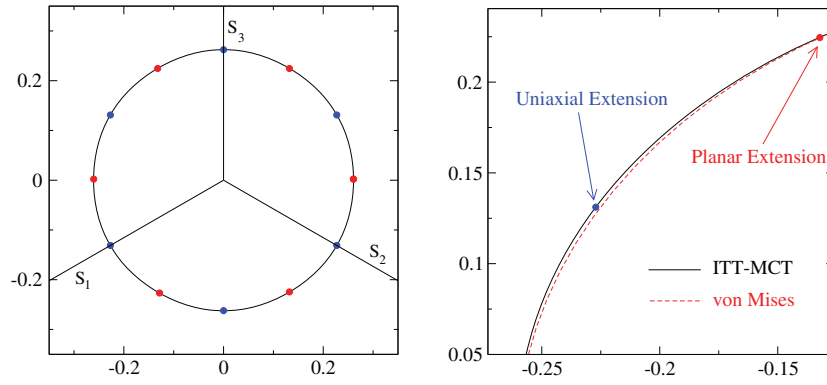 S3
0.2
0
-0.2
S1
S2
-0.2
0
0.2
0.2
0.15
0.1
0.05
Uniaxial Extension
Planar Extension
ITT-MCT
von Mises
-0.25
-0.2
-0.15